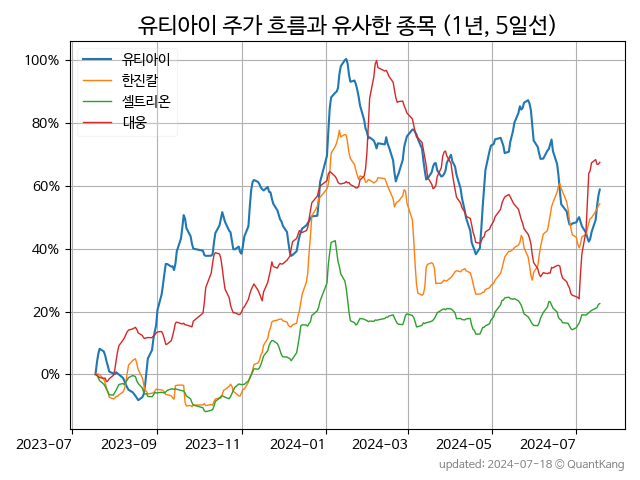 유티아이 주가 흐름과 유사한 종목 (1년, 5일선)
유티아이
한진칼
셀트리온
대웅
100%
80%
60%
40%
20%
0%
2023-07 2023-09 2023-11 2024-01 2024-03 2024-05 2024-07
updated: 2024-07-18 © QuantKang